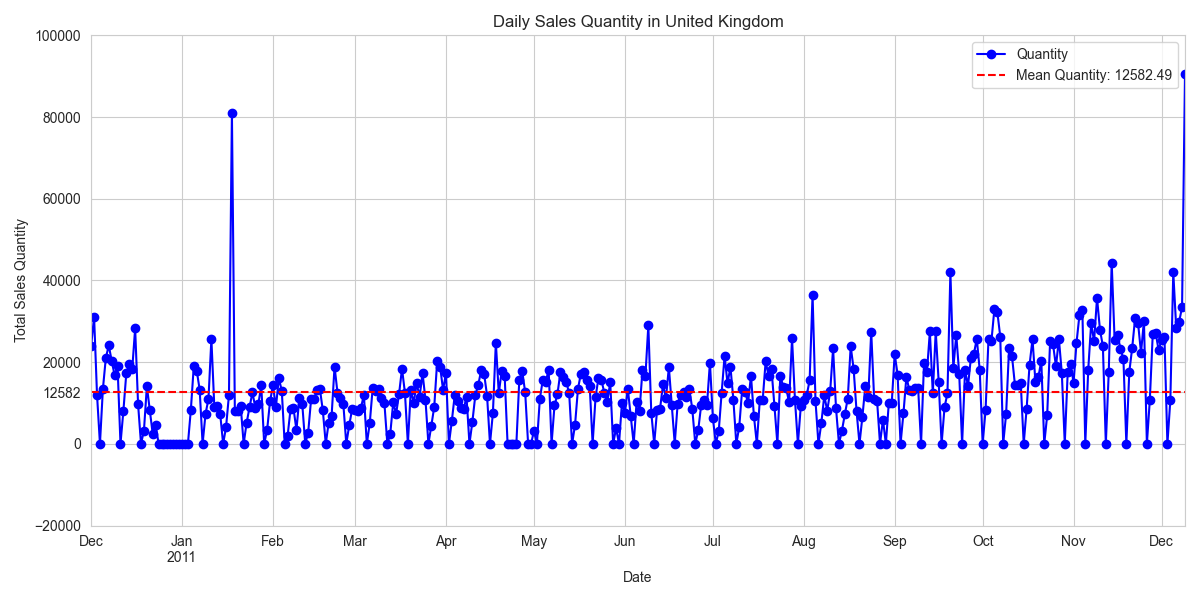 Daily Sales Quantity in United Kingdom
100000
80000
60000
40000
20000
12582
0
−20000
Total Sales Quantity
Quantity
Mean Quantity: 12582.49
Dec
Jan
2011
Feb
Mar
Apr
May
Jun
Jul
Aug
Sep
Oct
Nov
Dec
Date